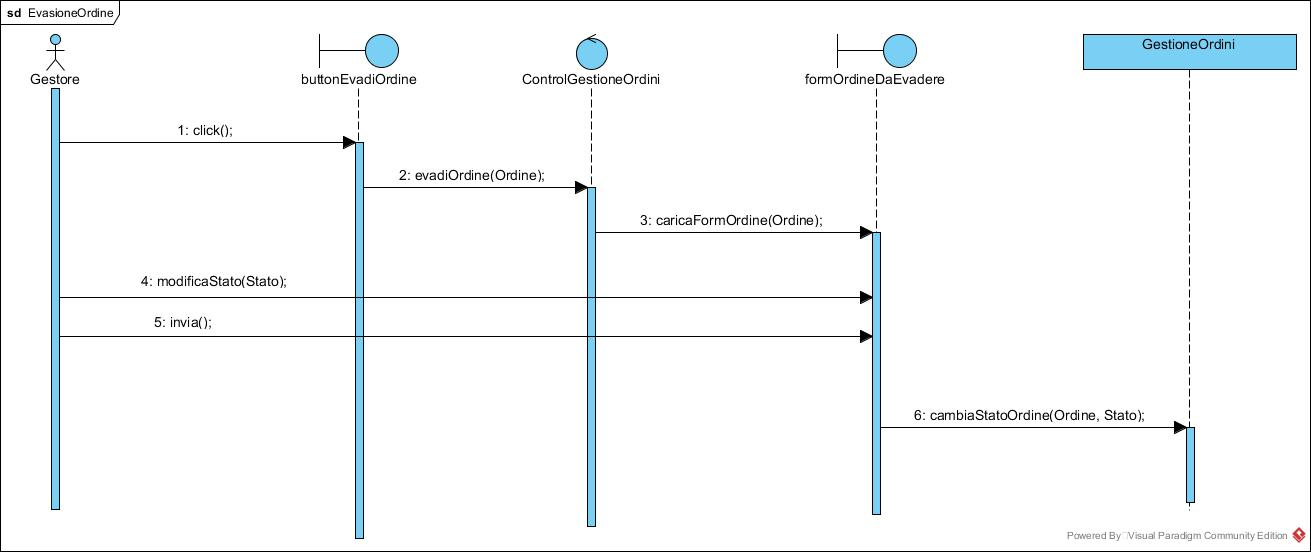 sd EvasioneOrdine
GestioneOrdini
Gestore
buttonEvadiOrdine
ControlGestioneOrdini
formOrdineDaEvadere
1: click();
2: evadiOrdine(Ordine);
3: caricaFormOrdine(Ordine);
4: modificaStato(Stato);
5: invia();
6: cambiaStatoOrdine(Ordine, Stato);
Powered By Visual Paradigm Community Edition